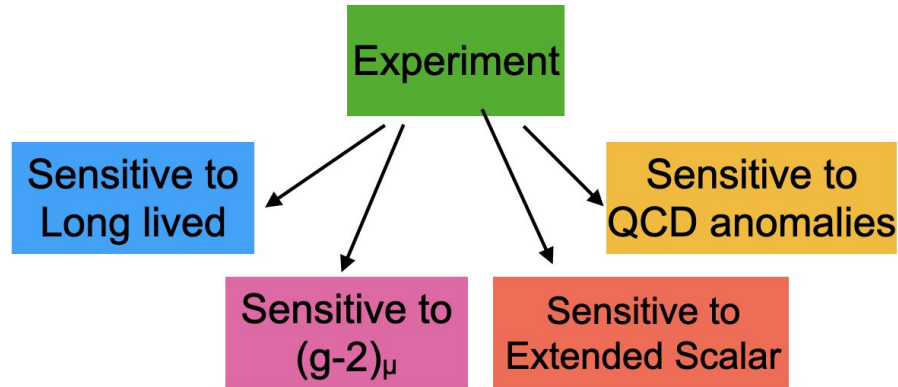 Experiment
Sensitive to
Long lived
Sensitive to
QCD anomalies
Sensitive to
(g-2)μ
Sensitive to
Extended Scalar